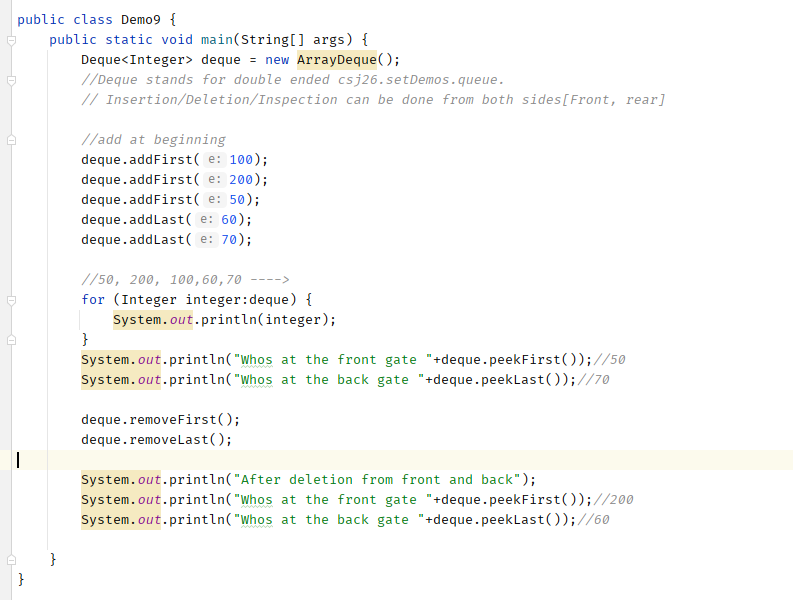 public class Demo9 {
    public static void main(String[] args) {
        Deque<Integer> deque = new ArrayDeque();
        //Deque stands for double ended csj26.setDemos.queue.
        // Insertion/Deletion/Inspection can be done from both sides[Front, rear]
        //add at beginning
        deque.addFirst( e: 100);
        deque.addFirst( e: 200);
        deque.addFirst( e: 50);
        deque.addLast( e: 60);
        deque.addLast( e: 70);
        //50, 200, 100,60,70 ---->
        for (Integer integer:deque) {
            System.out.println(integer);
        }
        System.out.println("Whos at the front gate "+deque.peekFirst());//50
        System.out.println("Whos at the back gate "+deque.peekLast());//70
        deque.removeFirst();
        deque.removeLast();
        System.out.println("After deletion from front and back");
        System.out.println("Whos at the front gate "+deque.peekFirst());//200
        System.out.println("Whos at the back gate "+deque.peekLast());//60
    }
}